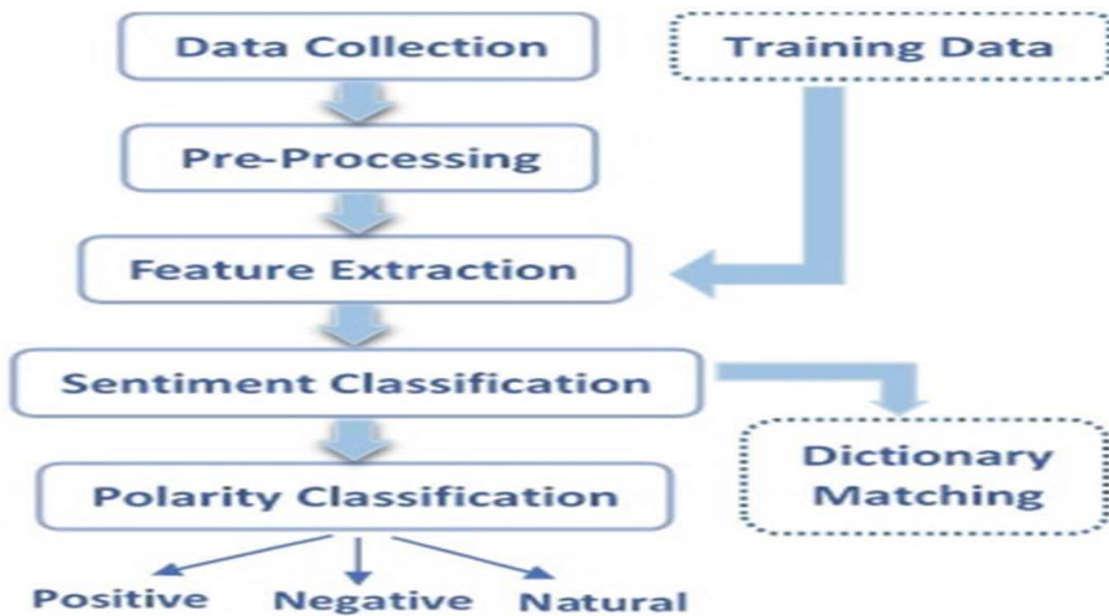 Data Collection
Training Data
Pre-Processing
Feature Extraction
Sentiment Classification
Dictionary
Matching
Polarity Classification
Positive
Negative
Natural